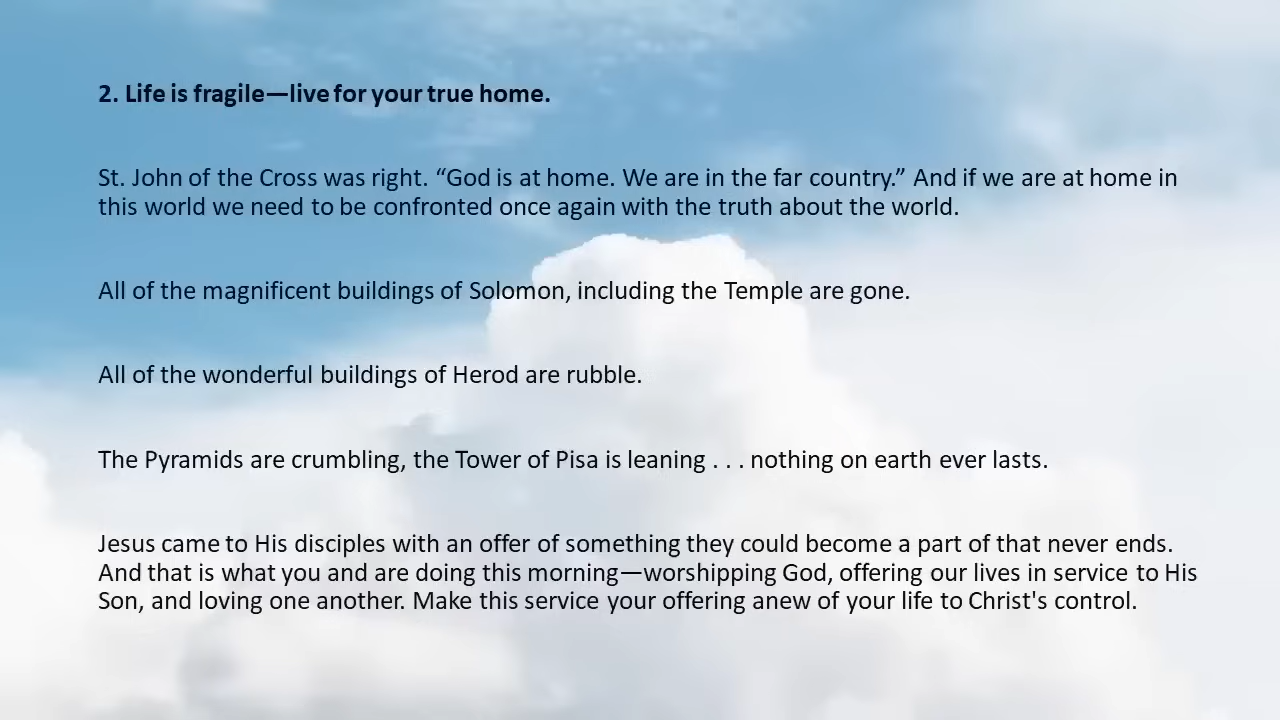 2. Life is fragile—live for your true home.
St. John of the Cross was right. “God is at home. We are in the far country.” And if we are at home in
this world we need to be confronted once again with the truth about the world.
All of the magnificent buildings of Solomon, including the Temple are gone.
All of the wonderful buildings of Herod are rubble.
The Pyramids are crumbling, the Tower of Pisa is leaning . . . nothing on earth ever lasts.
Jesus came to His disciples with an offer of something they could become a part of that never ends.
And that is what you and are doing this morning—worshipping God, offering our lives in service to His
Son, and loving one another. Make this service your offering anew of your life to Christ's control.